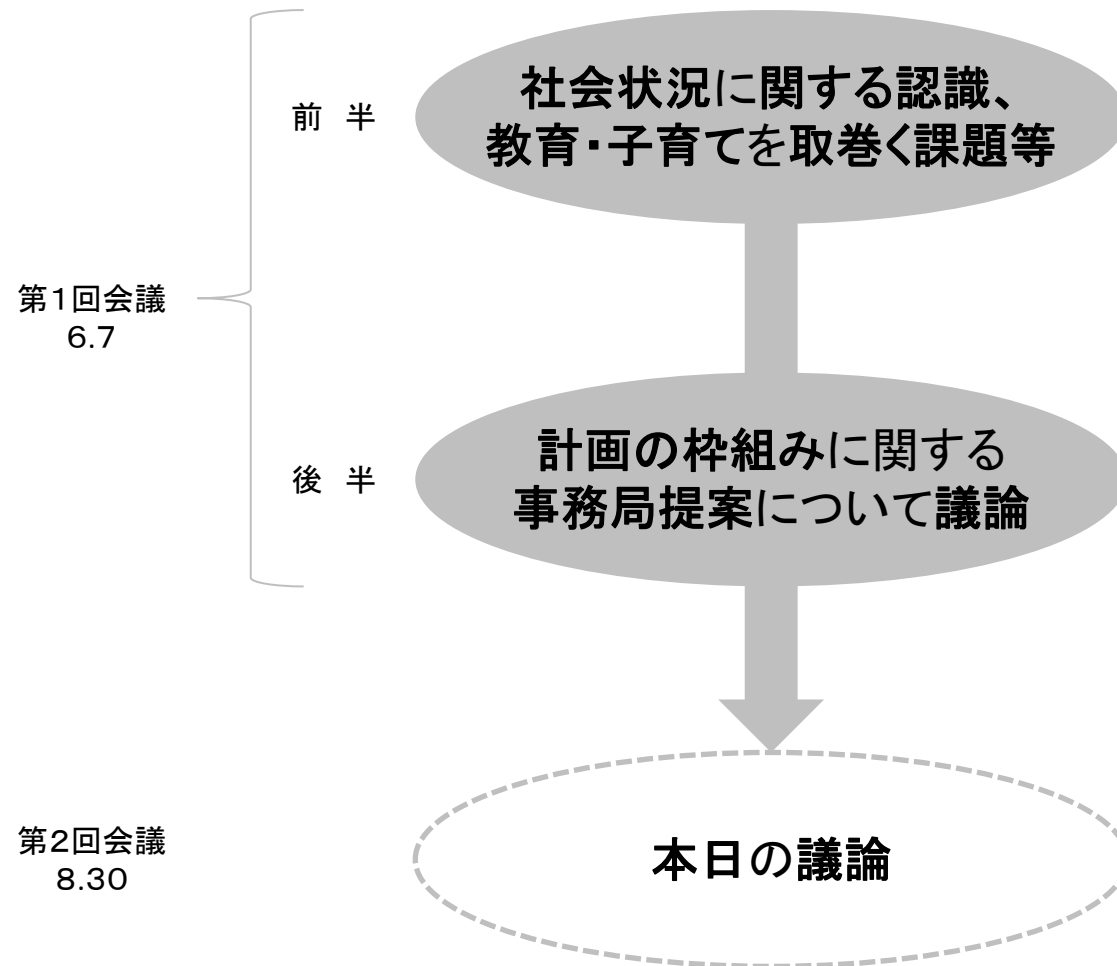 社会状況に関する認識、
教育・子育てを取巻く課題等
前 半
第1回会議
6.7
計画の枠組みに関する
事務局提案について議論
後 半
第2回会議
8.30
本日の議論